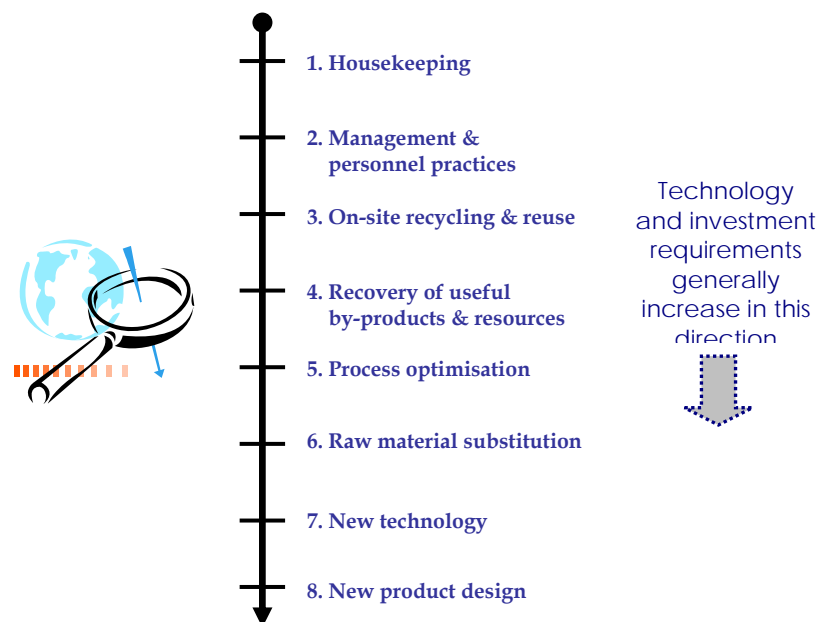 1. Housekeeping
2. Management &
personnel practices
3. On-site recycling & reuse
4. Recovery of useful
by-products & resources
5. Process optimisation
6. Raw material substitution
7. New technology
8. New product design
Technology
and investment
requirements
generally
increase in this
direction